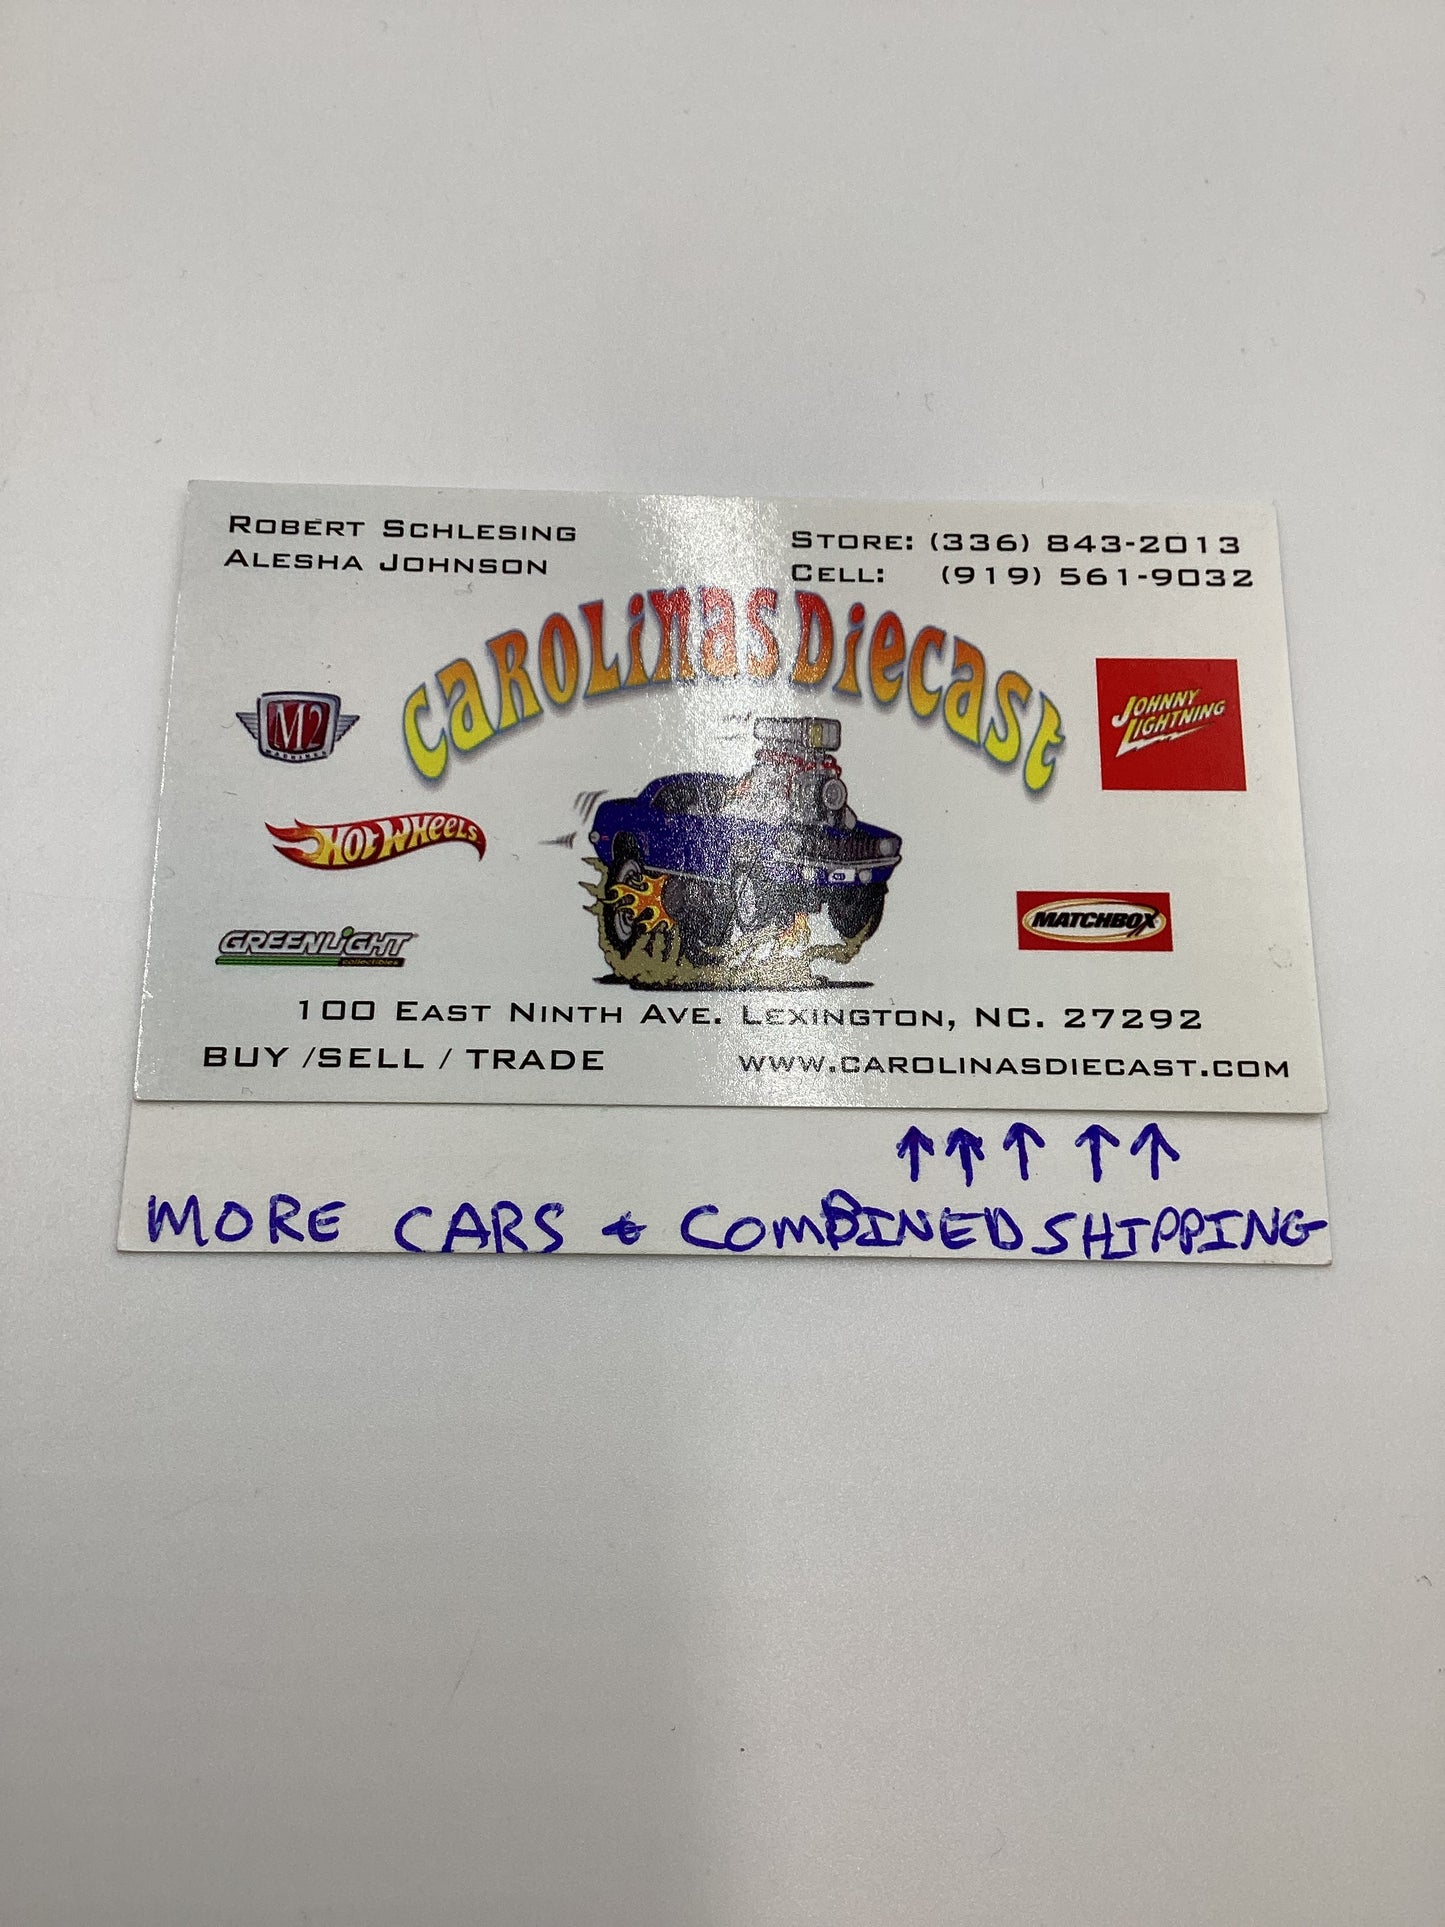 ROBERT SCHLESING
ALESHA JOHNSON
STORE: (336) 843-2013
CELL: (919) 561-9032
CAROLiNas Diecast
M2
MACHINES
JOHNNY
LIGHTNING
HOT WHEELS
GREENLIGHT
collectibles
MATCHBOX
100 EAST NINTH AVE. LEXINGTON, NC. 27292
BUY /SELL / TRADE
WWW.CAROLINASDIECAST.COM
↑↑↑ ↑↑
MORE CARS & COMBINED SHIPPING